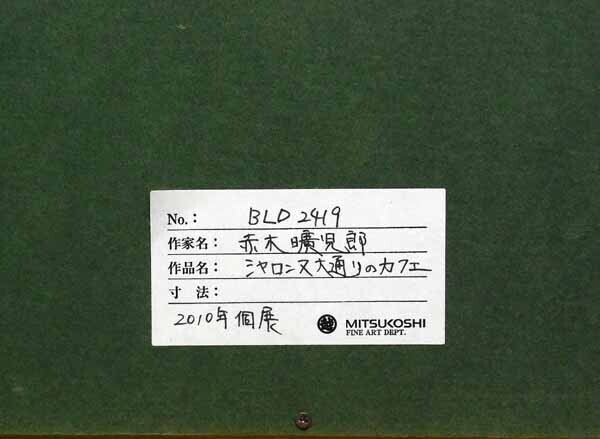 No.: BLD 2419
作家名: 赤木曠児郎
作品名: シャロンヌ大通りのカフェ
寸法:
2010年 個展
越 MITSUKOSHI
FINE ART DEPT.